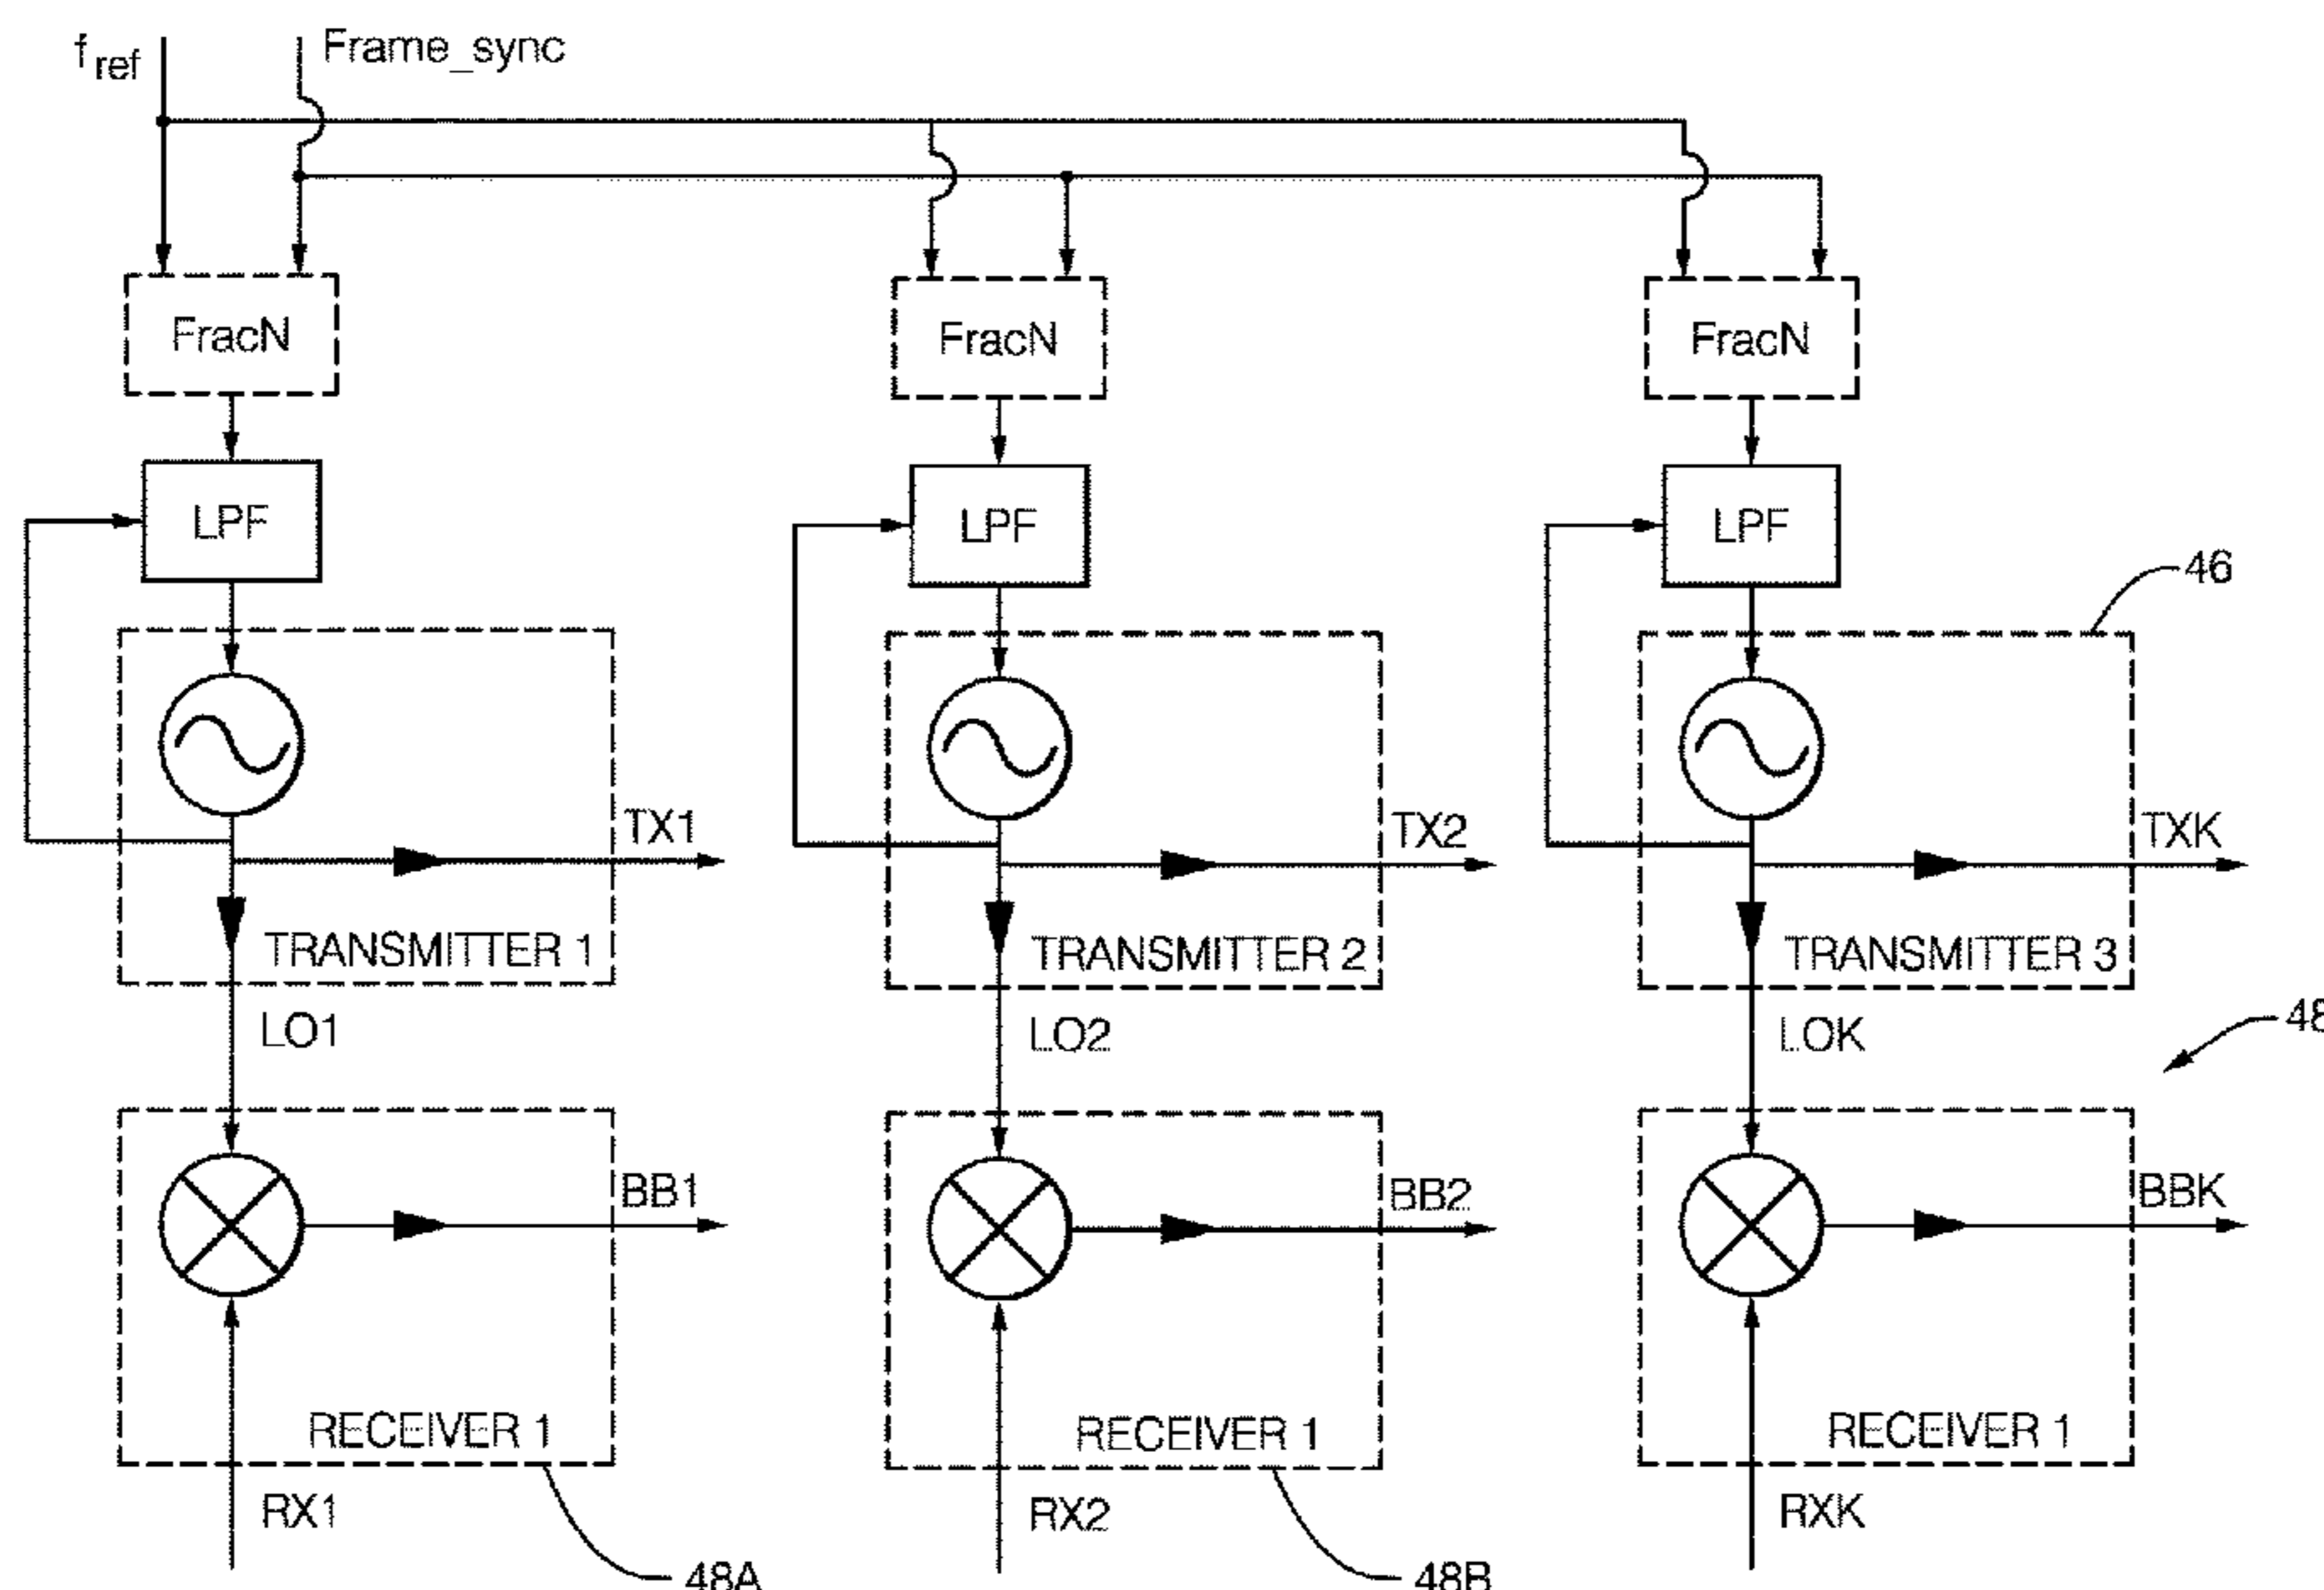 f ref
Frame_sync
FracN
FracN
FracN
LPF
LPF
LPF
46
TX1
TX2
TXK
TRANSMITTER 1
TRANSMITTER 2
TRANSMITTER 3
LO1
LO2
LOK
48
BB1
BB2
BBK
RECEIVER 1
RECEIVER 1
RECEIVER 1
RX1
RX2
RXK
48A
48B